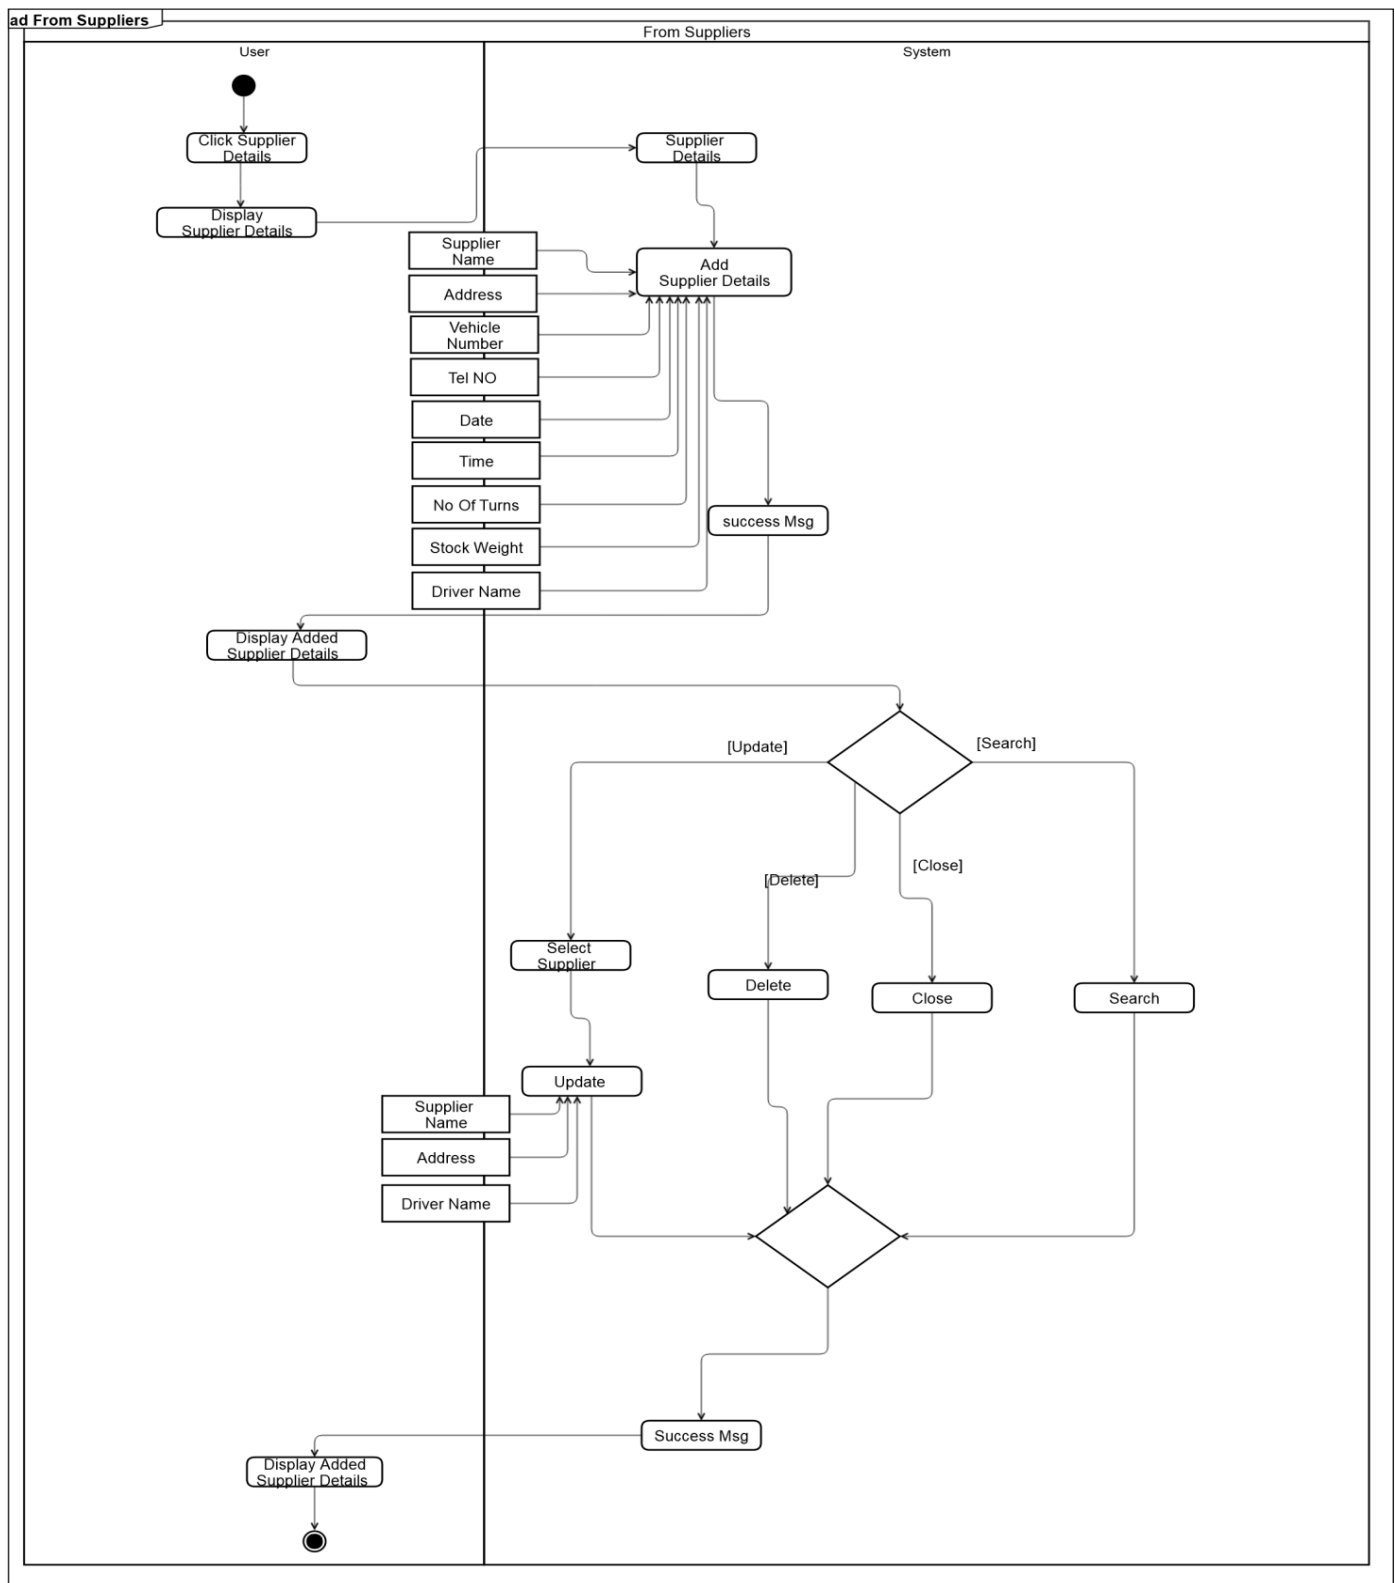 ad From Suppliers
From Suppliers
User
System
Click Supplier
Details
Supplier
Details
Display
Supplier Details
Supplier
Name
Add
Supplier Details
Address
Vehicle
Number
Tel NO
Date
Time
No Of Turns
success Msg
Stock Weight
Driver Name
Display Added
Supplier Details
[Update]
[Search]
[Close]
[Delete]
Select
Supplier
Delete
Close
Search
Update
Supplier
Name
Address
Driver Name
Success Msg
Display Added
Supplier Details